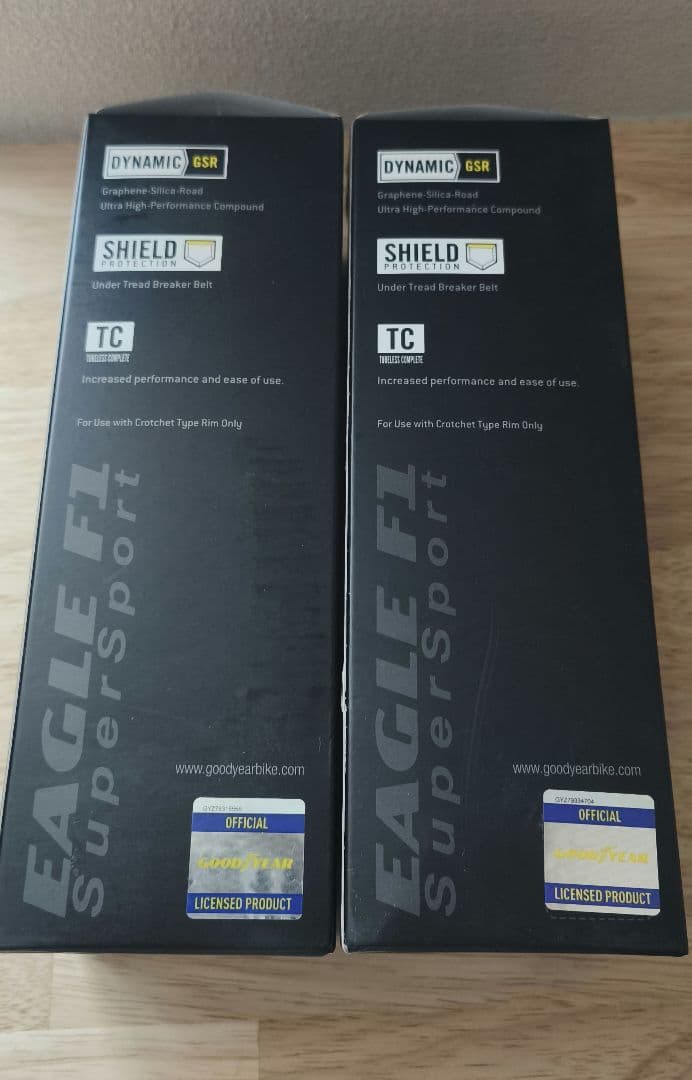 DYNAMIC GSR
Graphene-Silica-Road
Ultra High-Performance Compound
SHIELD
PROTECTION
Under Tread Breaker Belt
TC
TUBELESS COMPLETE
Increased performance and ease of use.
For Use with Crotchet Type Rim Only
EAGLE F1
SuperSport
www.goodyearbike.com
OFFICIAL
GOODYEAR
LICENSED PRODUCT
DYNAMIC GSR
Graphene-Silica-Road
Ultra High-Performance Compound
SHIELD
PROTECTION
Under Tread Breaker Belt
TC
TUBELESS COMPLETE
Increased performance and ease of use.
For Use with Crotchet Type Rim Only
EAGLE F1
SuperSport
www.goodyearbike.com
GYZ79334704
OFFICIAL
GOODYEAR
LICENSED PRODUCT